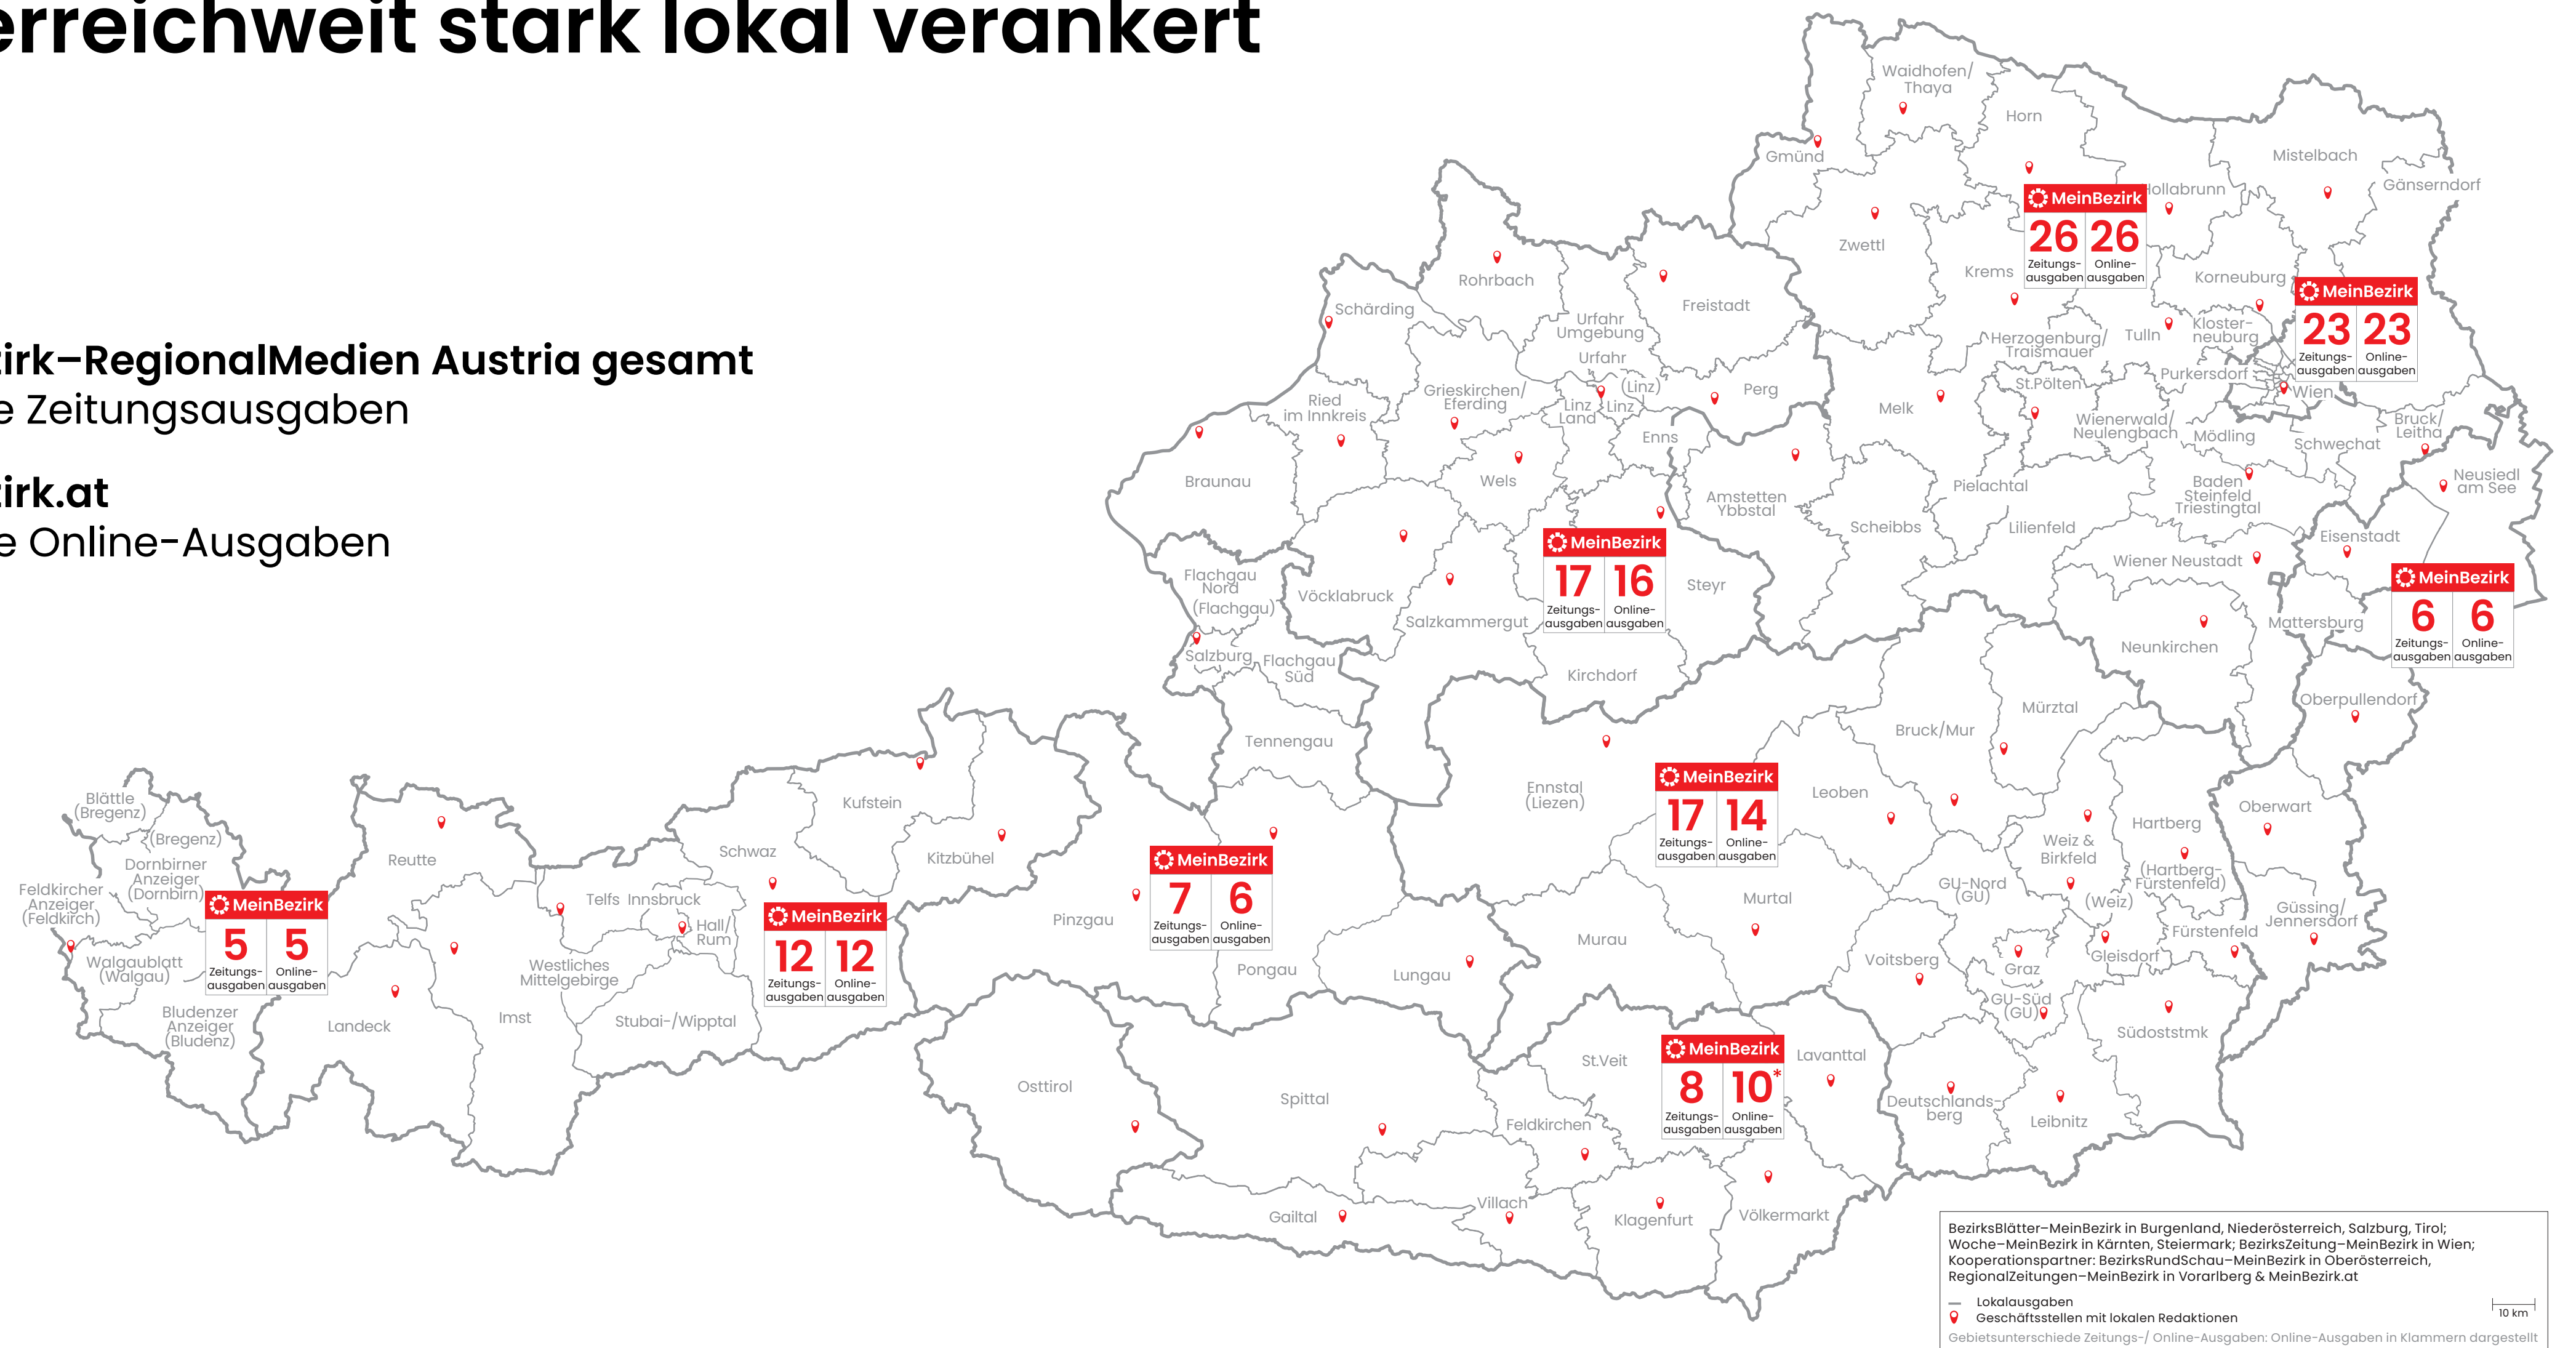 erreichweit stark lokal verankert
zirk–RegionalMedien Austria gesamt
e Zeitungsausgaben
zirk.at
e Online-Ausgaben
Waidhofen/
Thaya
Horn
Gmünd
Mistelbach
Gänserndorf
Hollabrunn
Zwettl
MeinBezirk
26 26
Zeitungs- Online-
ausgaben ausgaben
Krems
Korneuburg
MeinBezirk
23 23
Zeitungs- Online-
ausgaben ausgaben
Rohrbach
Freistadt
Schärding
Urfahr
Umgebung
Urfahr
(Linz)
Linz
Linz
Land
Perg
Grieskirchen/
Eferding
Ried
im Innkreis
Herzogenburg/
Traismauer
Tulln
Kloster-
neuburg
Purkersdorf
Wien
St.Pölten
Melk
Wienerwald/
Neulengbach
Mödling
Schwechat
Bruck/
Leitha
Enns
Braunau
Wels
Amstetten
Ybbstal
Pielachtal
Baden
Steinfeld
Triestingtal
Neusiedl
am See
Scheibbs
Lilienfeld
Eisenstadt
Wiener Neustadt
MeinBezirk
17 16
Zeitungs- Online-
ausgaben ausgaben
Steyr
Flachgau
Nord
(Flachgau)
Vöcklabruck
Salzkammergut
MeinBezirk
6 6
Zeitungs- Online-
ausgaben ausgaben
Mattersburg
Neunkirchen
Salzburg
Flachgau
Süd
Kirchdorf
Oberpullendorf
Mürztal
Bruck/Mur
Tennengau
Ennstal
(Liezen)
MeinBezirk
17 14
Zeitungs- Online-
ausgaben ausgaben
Leoben
Oberwart
Hartberg
Blättle
(Bregenz)
(Bregenz)
Kufstein
Schwaz
Kitzbühel
Reutte
Dornbirner
Anzeiger
(Dornbirn)
Feldkircher
Anzeiger
(Feldkirch)
MeinBezirk
5 5
Zeitungs- Online-
ausgaben ausgaben
Telfs
Innsbruck
Hall/
Rum
MeinBezirk
12 12
Zeitungs- Online-
ausgaben ausgaben
MeinBezirk
7 6
Zeitungs- Online-
ausgaben ausgaben
Pinzgau
Pongau
Lungau
Murau
Murtal
Weiz &
Birkfeld
GU-Nord
(GU)
(Weiz)
(Hartberg-
Fürstenfeld)
Fürstenfeld
Güssing/
Jennersdorf
Gleisdorf
Voitsberg
Graz
GU-Süd
(GU)
Südoststmk
Walgaublatt
(Walgau)
Westliches
Mittelgebirge
Bludenzer
Anzeiger
(Bludenz)
Landeck
Imst
Stubai-/Wipptal
Osttirol
Spittal
St.Veit
MeinBezirk
8 10*
Zeitungs- Online-
ausgaben ausgaben
Lavanttal
Deutschlands-
berg
Leibnitz
Feldkirchen
Villach
Gailtal
Klagenfurt
Völkermarkt
BezirksBlätter–MeinBezirk in Burgenland, Niederösterreich, Salzburg, Tirol;
Woche–MeinBezirk in Kärnten, Steiermark; BezirksZeitung–MeinBezirk in Wien;
Kooperationspartner: BezirksRundSchau–MeinBezirk in Oberösterreich,
RegionalZeitungen–MeinBezirk in Vorarlberg & MeinBezirk.at
Lokalausgaben
Geschäftsstellen mit lokalen Redaktionen
10 km
Gebietsunterschiede Zeitungs-/ Online-Ausgaben: Online-Ausgaben in Klammern dargestellt